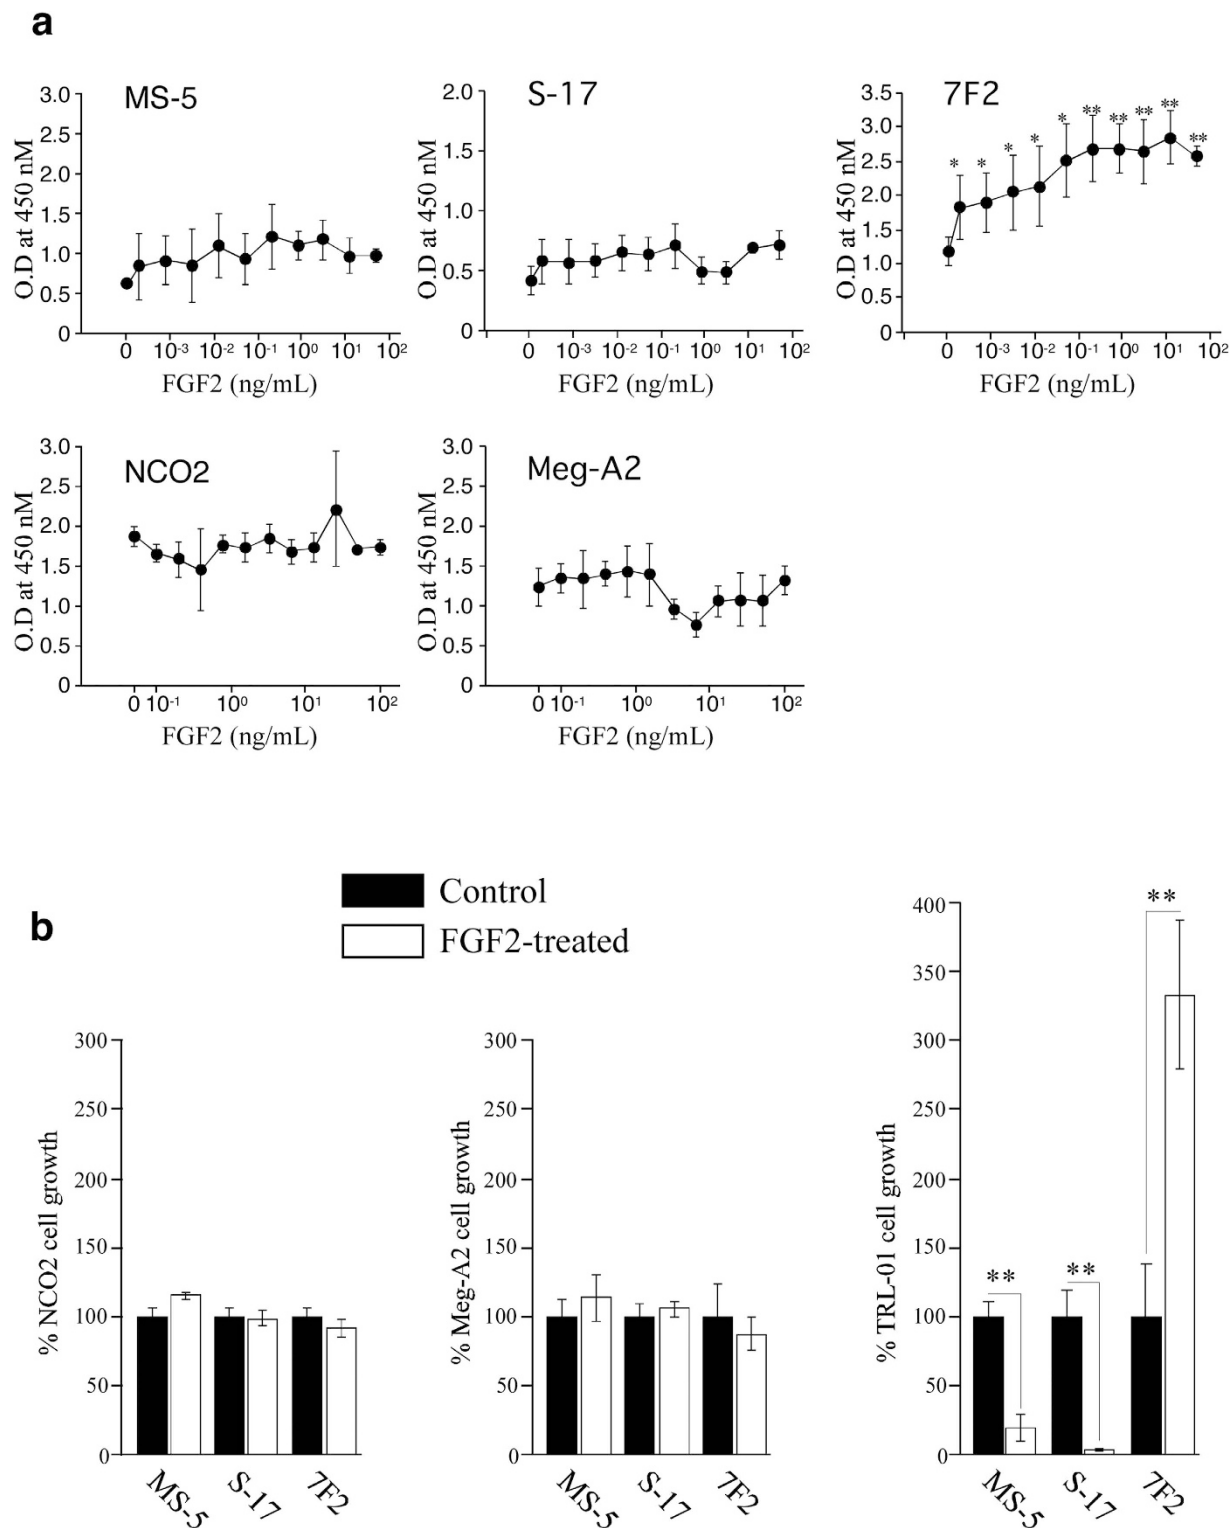 a
MS-5
3.0
2.5
2.0
1.5
1.0
0.5
0
O.D at 450 nM
0 10⁻³ 10⁻² 10⁻¹ 10⁰ 10¹ 10²
FGF2 (ng/mL)
S-17
2.0
1.5
1.0
0.5
0
O.D at 450 nM
0 10⁻³ 10⁻² 10⁻¹ 10⁰ 10¹ 10²
FGF2 (ng/mL)
7F2
3.5
3.0
2.5
2.0
1.5
1.0
0.5
0
O.D at 450 nM
* * * * * ** ** ** ** **
0 10⁻³ 10⁻² 10⁻¹ 10⁰ 10¹ 10²
FGF2 (ng/mL)
NCO2
3.0
2.5
2.0
1.5
1.0
0.5
0
O.D at 450 nM
0 10⁻¹ 10⁰ 10¹ 10²
FGF2 (ng/mL)
Meg-A2
3.0
2.5
2.0
1.5
1.0
0.5
0
O.D at 450 nM
0 10⁻¹ 10⁰ 10¹ 10²
FGF2 (ng/mL)
b
Control
FGF2-treated
300
250
200
150
100
50
0
% NCO2 cell growth
MS-5 S-17 7F2
300
250
200
150
100
50
0
% Meg-A2 cell growth
MS-5 S-17 7F2
400
350
300
250
200
150
100
50
0
% TRL-01 cell growth
** ** **
MS-5 S-17 7F2